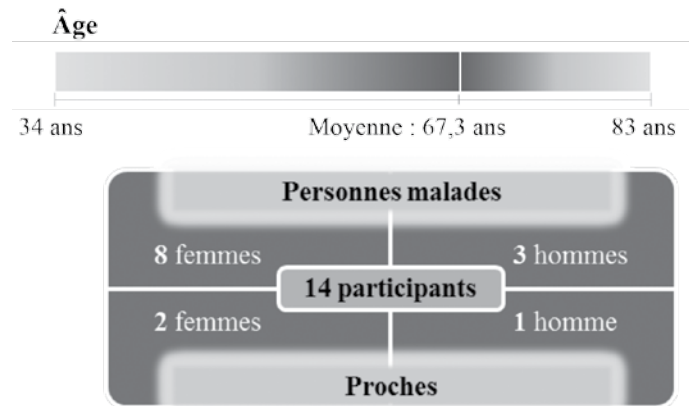 Âge
34 ans Moyenne : 67,3 ans 83 ans
Personnes malades
8 femmes 3 hommes
14 participants
2 femmes 1 homme
Proches